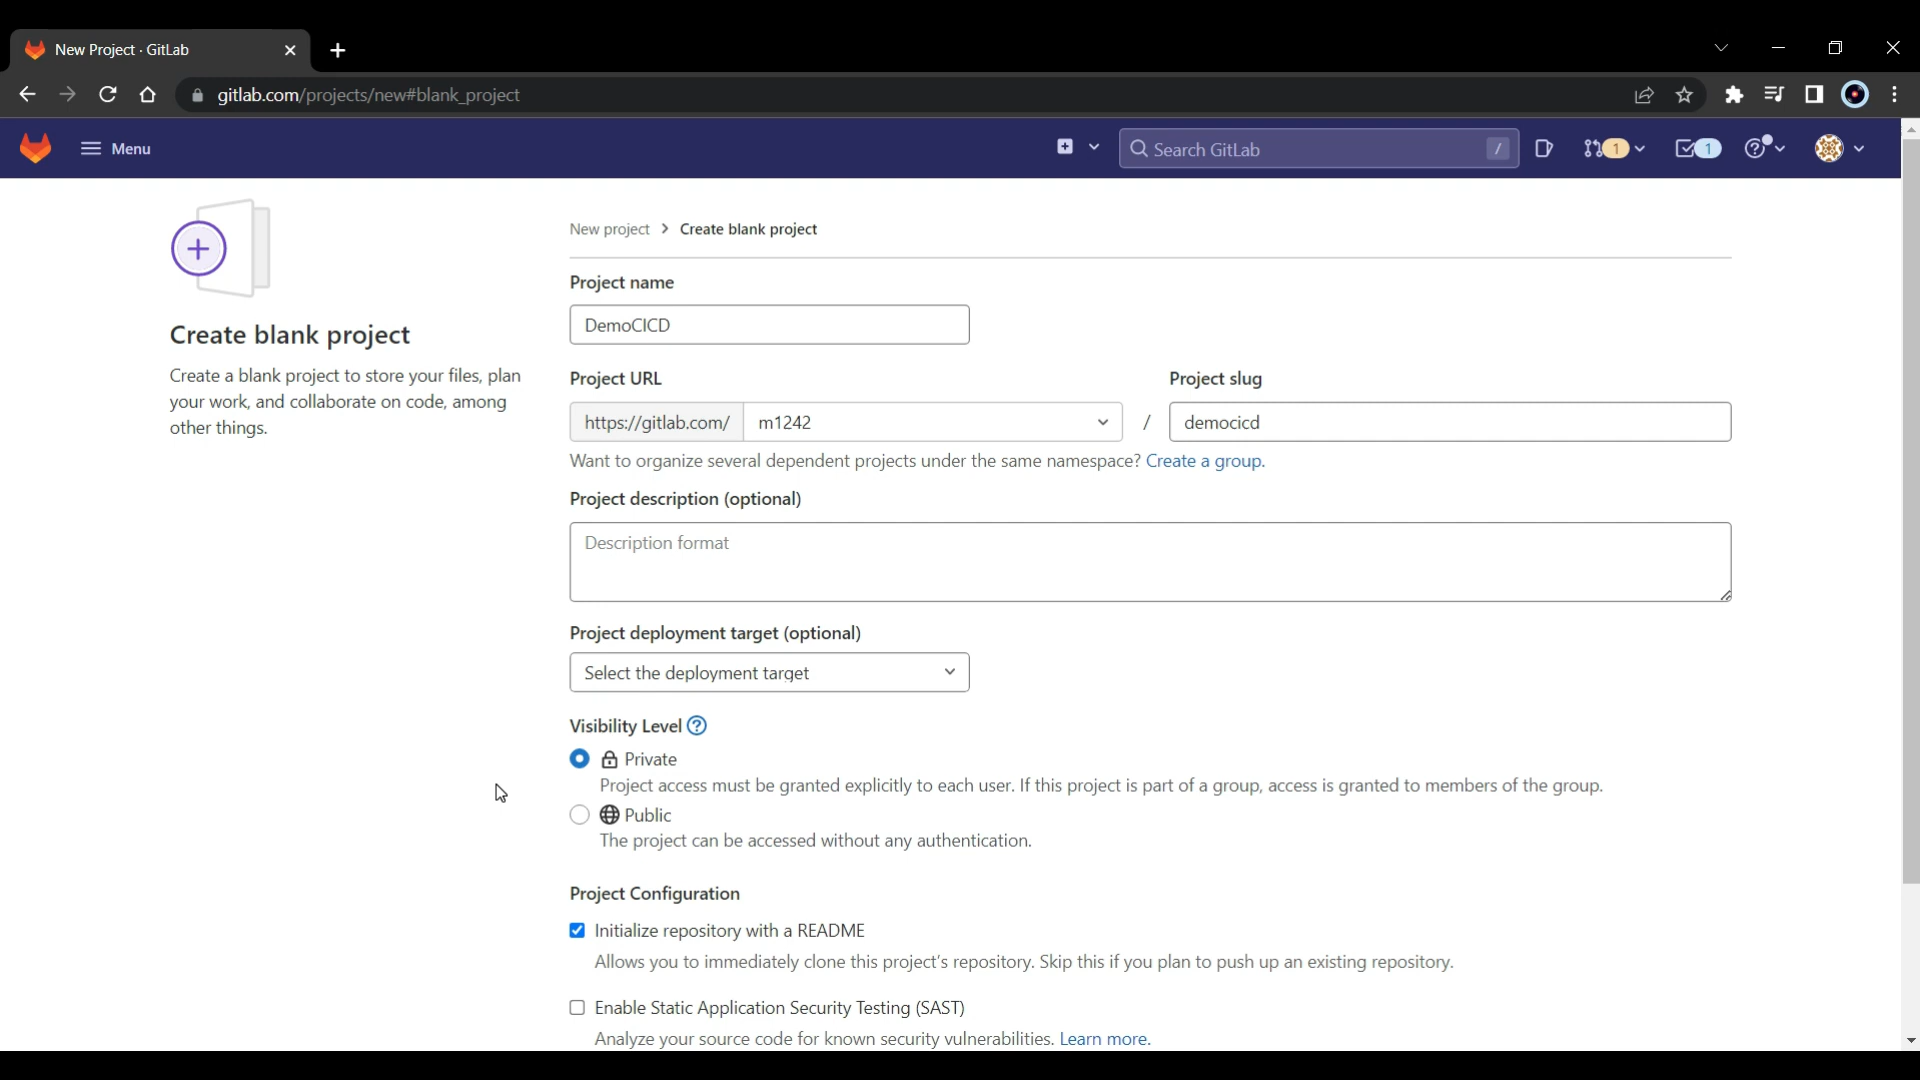 New Project · GitLab
gitlab.com/projects/new#blank_project
Menu
Search GitLab /
1
1
New project > Create blank project
Create blank project
Create a blank project to store your files, plan
your work, and collaborate on code, among
other things.
Project name
DemoCICD
Project URL
Project slug
https://gitlab.com/ m1242 / democicd
Want to organize several dependent projects under the same namespace? Create a group.
Project description (optional)
Description format
Project deployment target (optional)
Select the deployment target
Visibility Level
Private
Project access must be granted explicitly to each user. If this project is part of a group, access is granted to members of the group.
Public
The project can be accessed without any authentication.
Project Configuration
Initialize repository with a README
Allows you to immediately clone this project's repository. Skip this if you plan to push up an existing repository.
Enable Static Application Security Testing (SAST)
Analyze your source code for known security vulnerabilities. Learn more.